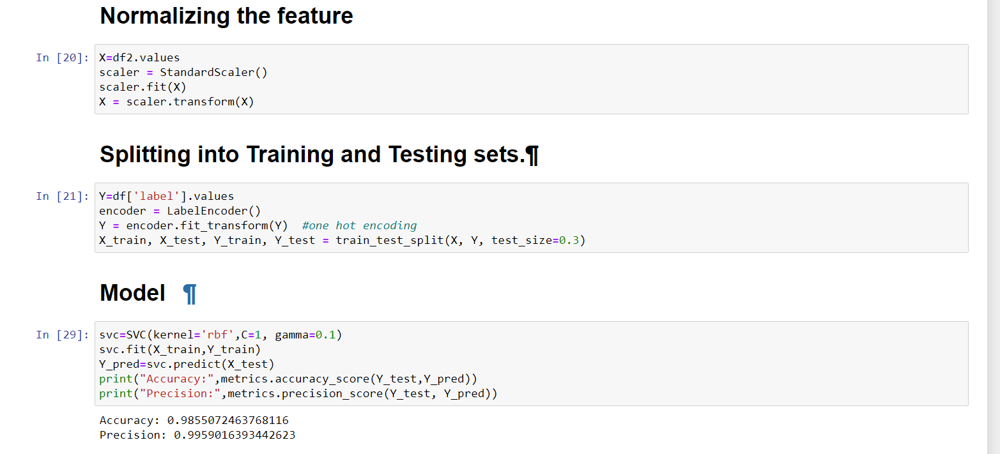 Normalizing the feature
In [20]:
X=df2.values
scaler = StandardScaler()
scaler.fit(X)
X = scaler.transform(X)
Splitting into Training and Testing sets.¶
In [21]:
Y=df['label'].values
encoder = LabelEncoder()
Y = encoder.fit_transform(Y)  #one hot encoding
X_train, X_test, Y_train, Y_test = train_test_split(X, Y, test_size=0.3)
Model ¶
In [29]:
svc=SVC(kernel='rbf',C=1, gamma=0.1)
svc.fit(X_train,Y_train)
Y_pred=svc.predict(X_test)
print("Accuracy:",metrics.accuracy_score(Y_test,Y_pred))
print("Precision:",metrics.precision_score(Y_test, Y_pred))
Accuracy: 0.9855072463768116
Precision: 0.9959016393442623